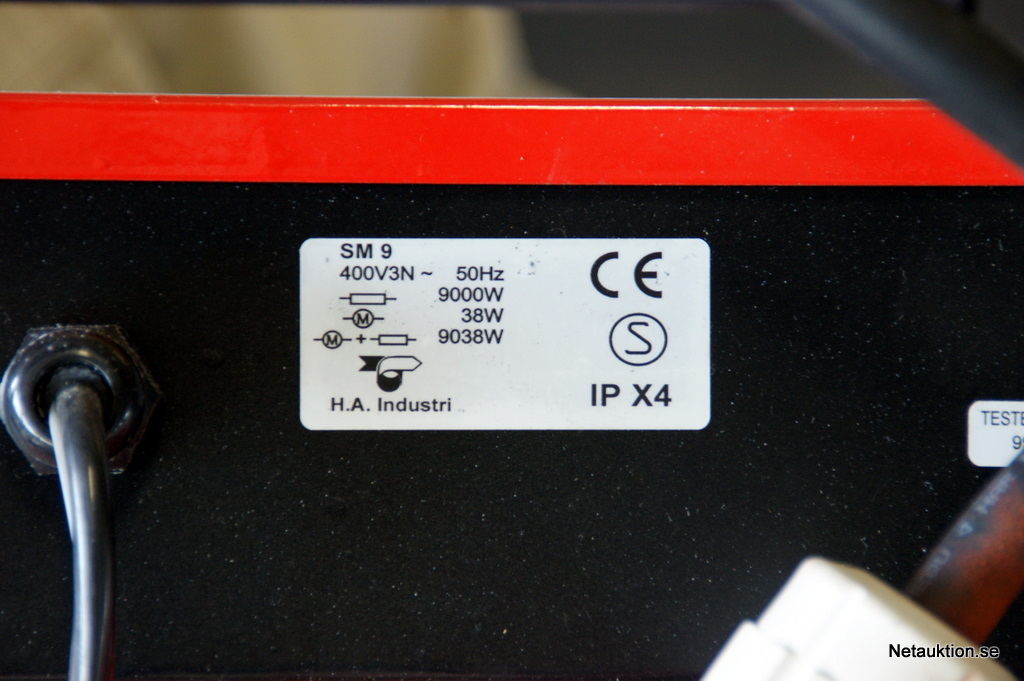 SM 9
400V3N ~ 50Hz
9000W
M 38W
M + 9038W
H.A. Industri
CE
S
IP X4
TESTE
Netauktion.se